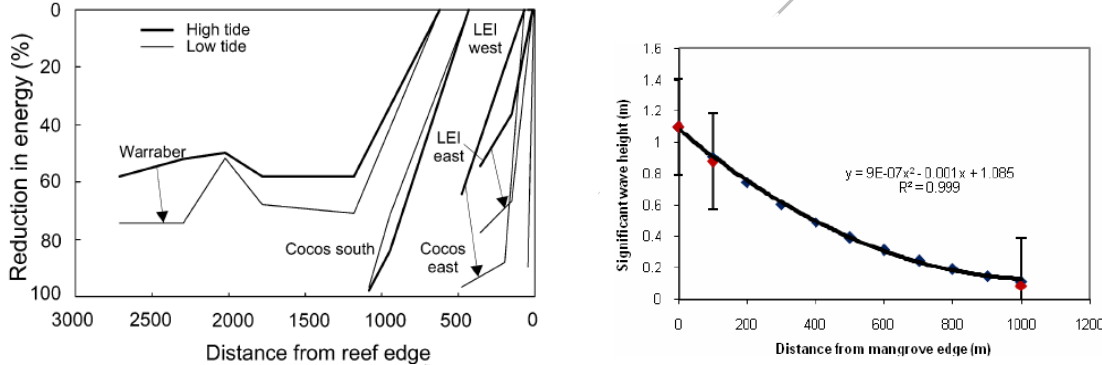 0
20
40
60
80
100
Reduction in energy (%)
High tide
Low tide
LEI
west
Warraber
LEI
east
Cocos south
Cocos
east
3000 2500 2000 1500 1000 500 0
Distance from reef edge
1.6
1.4
1.2
1
0.8
0.6
0.4
0.2
0
Significant wave height (m)
y = 9E-07x² - 0.001x + 1.085
R² = 0.999
0 200 400 600 800 1000 1200
Distance from mangrove edge (m)